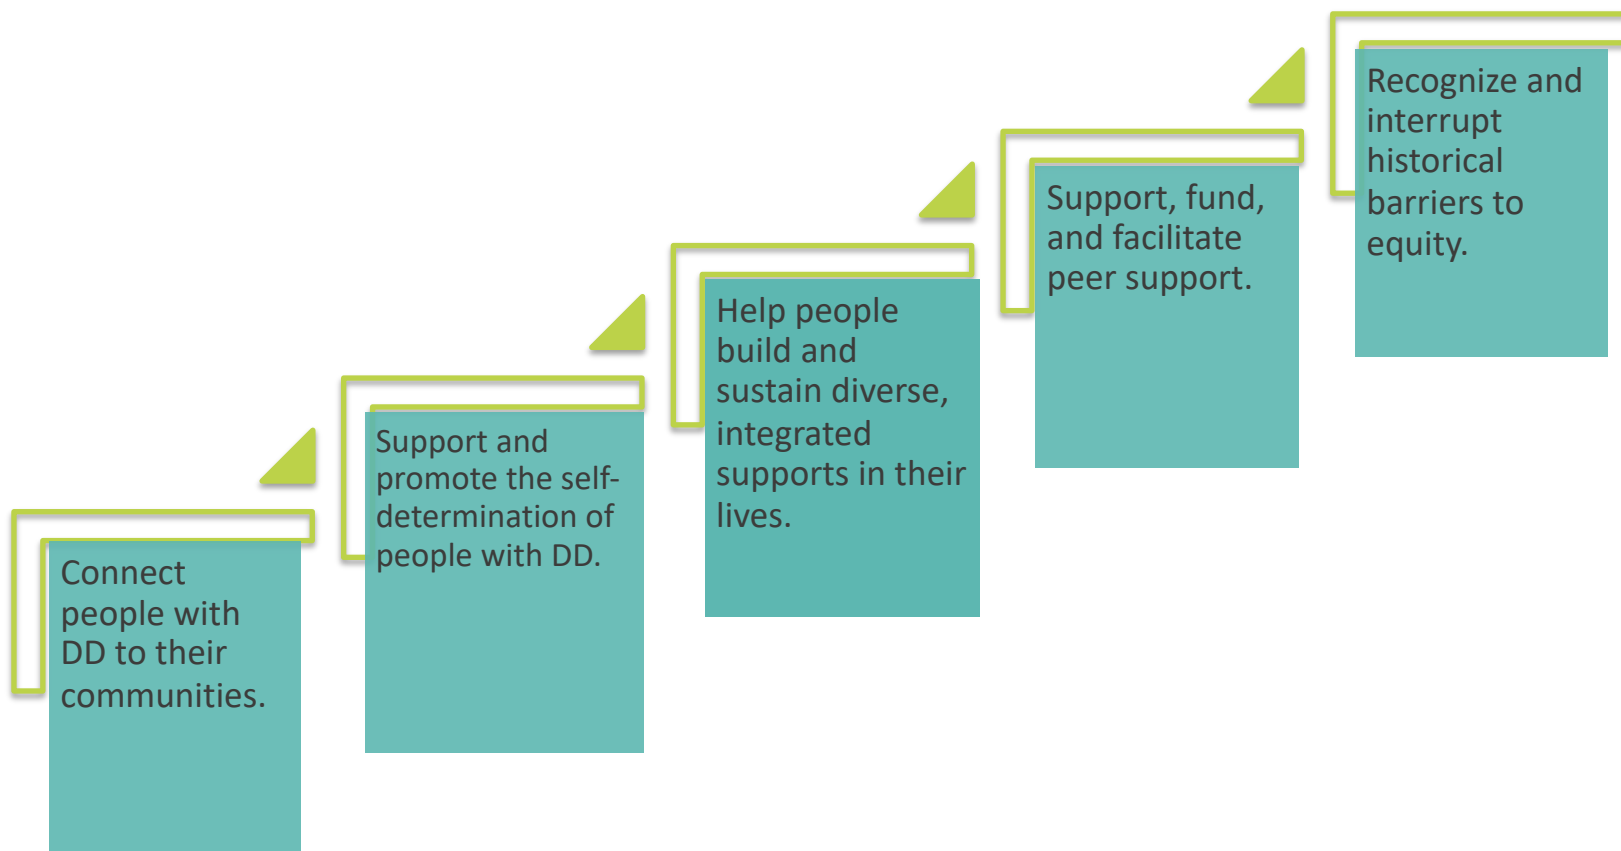 Connect
people with
DD to their
communities.
Support and
promote the self-
determination of
people with DD.
Help people
build and
sustain diverse,
integrated
supports in their
lives.
Support, fund,
and facilitate
peer support.
Recognize and
interrupt
historical
barriers to
equity.